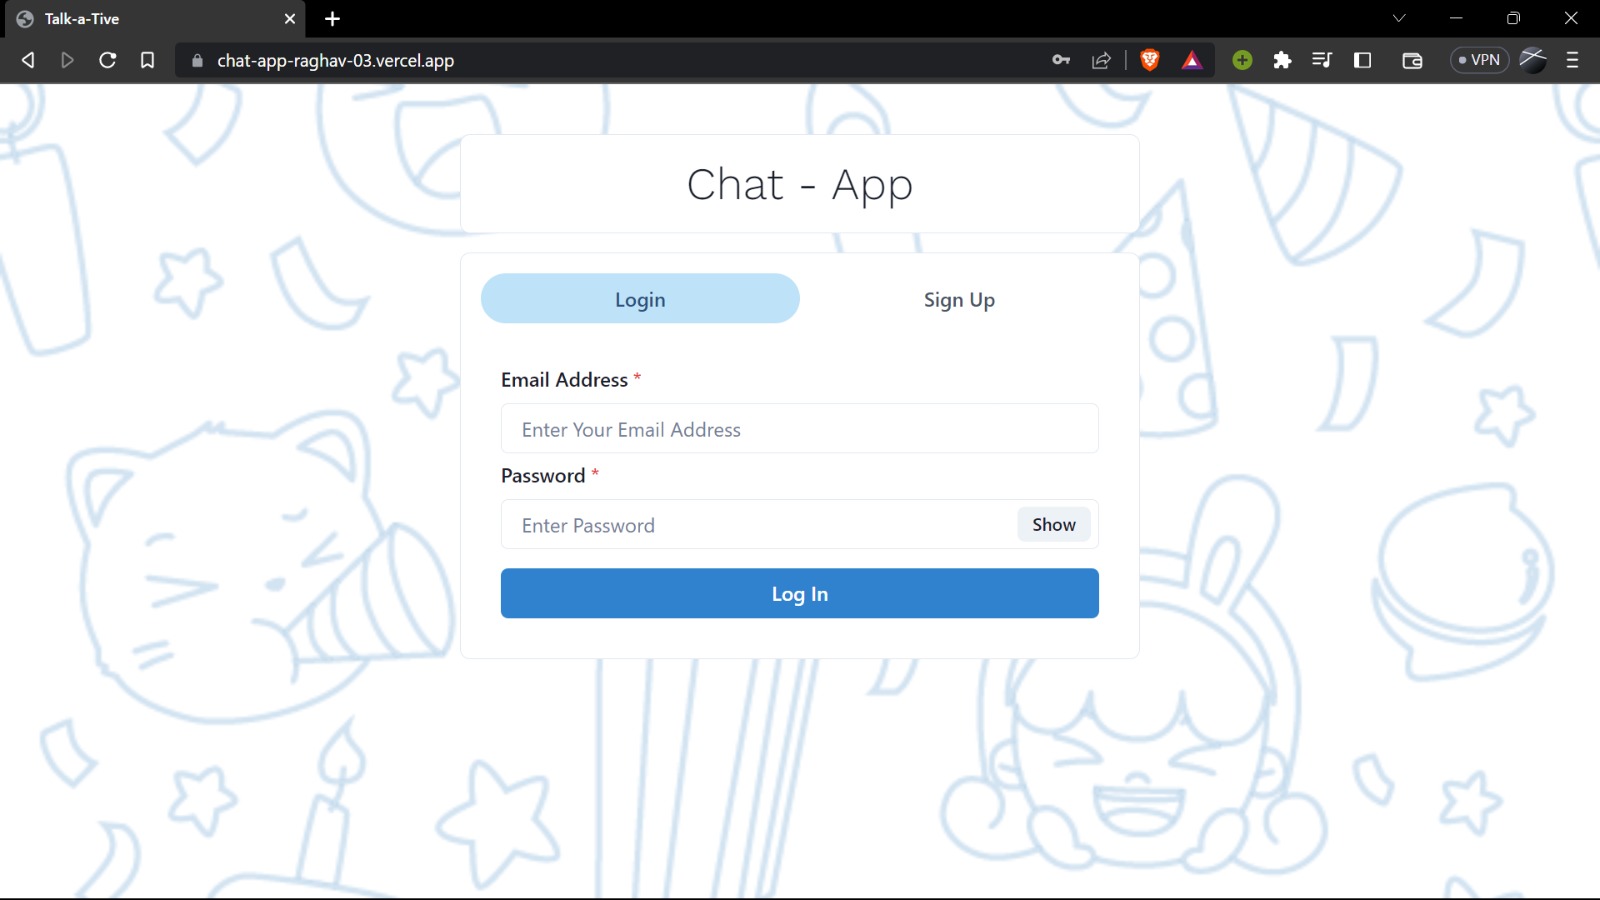 Talk-a-Tive
chat-app-raghav-03.vercel.app
VPN
Chat - App
Login
Sign Up
Email Address *
Enter Your Email Address
Password *
Enter Password
Show
Log In